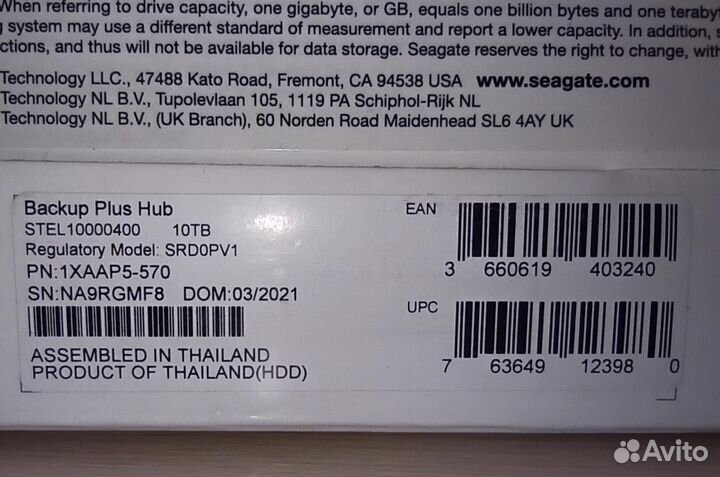 When referring to drive capacity, one gigabyte, or GB, equals one billion bytes and one teraby
system may use a different standard of measurement and report a lower capacity. In addition, s
ctions, and thus will not be available for data storage. Seagate reserves the right to change, with
Technology LLC., 47488 Kato Road, Fremont, CA 94538 USA www.seagate.com
Technology NL B.V., Tupolevlaan 105, 1119 PA Schiphol-Rijk NL
Technology NL B.V., (UK Branch), 60 Norden Road Maidenhead SL6 4AY UK
Backup Plus Hub
STEL10000400 10TB
Regulatory Model: SRD0PV1
PN:1XAAP5-570
SN:NA9RGMF8 DOM:03/2021
ASSEMBLED IN THAILAND
PRODUCT OF THAILAND(HDD)
EAN
3 660619 403240
UPC
7 63649 12398 0
Avito